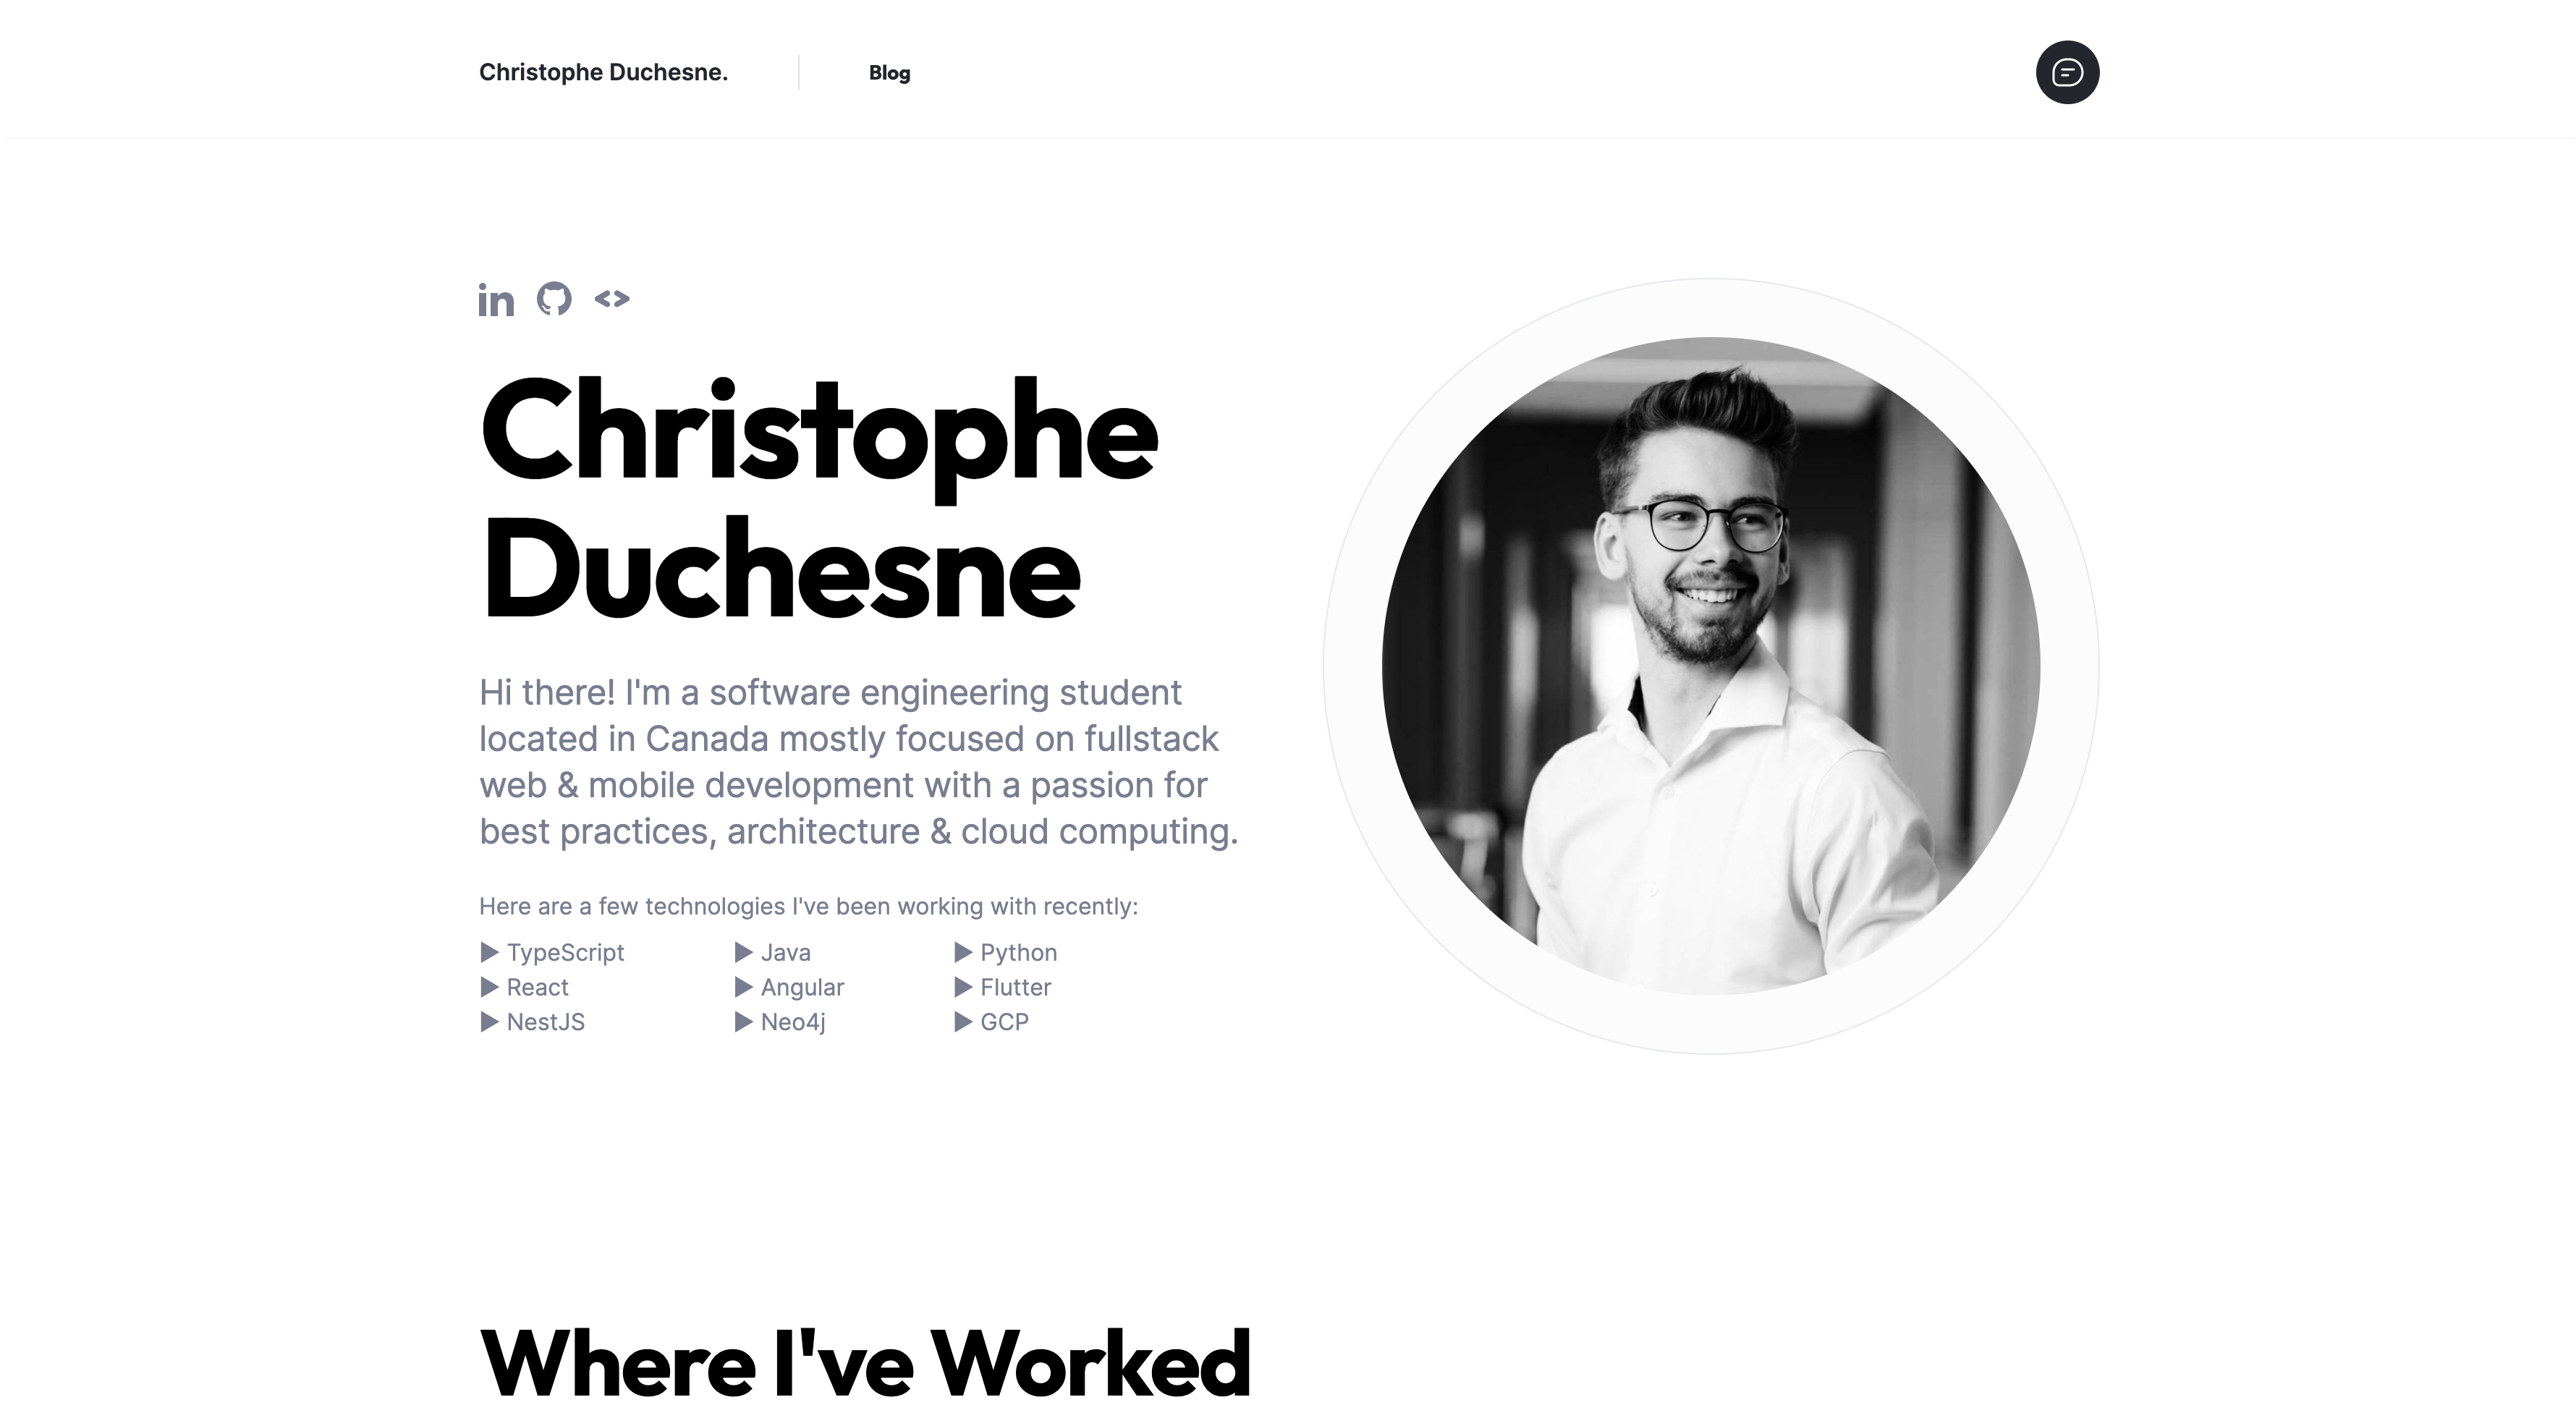 Christophe Duchesne.
Blog
in
Christophe
Duchesne
Hi there! I'm a software engineering student
located in Canada mostly focused on fullstack
web & mobile development with a passion for
best practices, architecture & cloud computing.
Here are a few technologies I've been working with recently:
▶ TypeScript ▶ Java ▶ Python
▶ React ▶ Angular ▶ Flutter
▶ NestJS ▶ Neo4j ▶ GCP
Where I've Worked